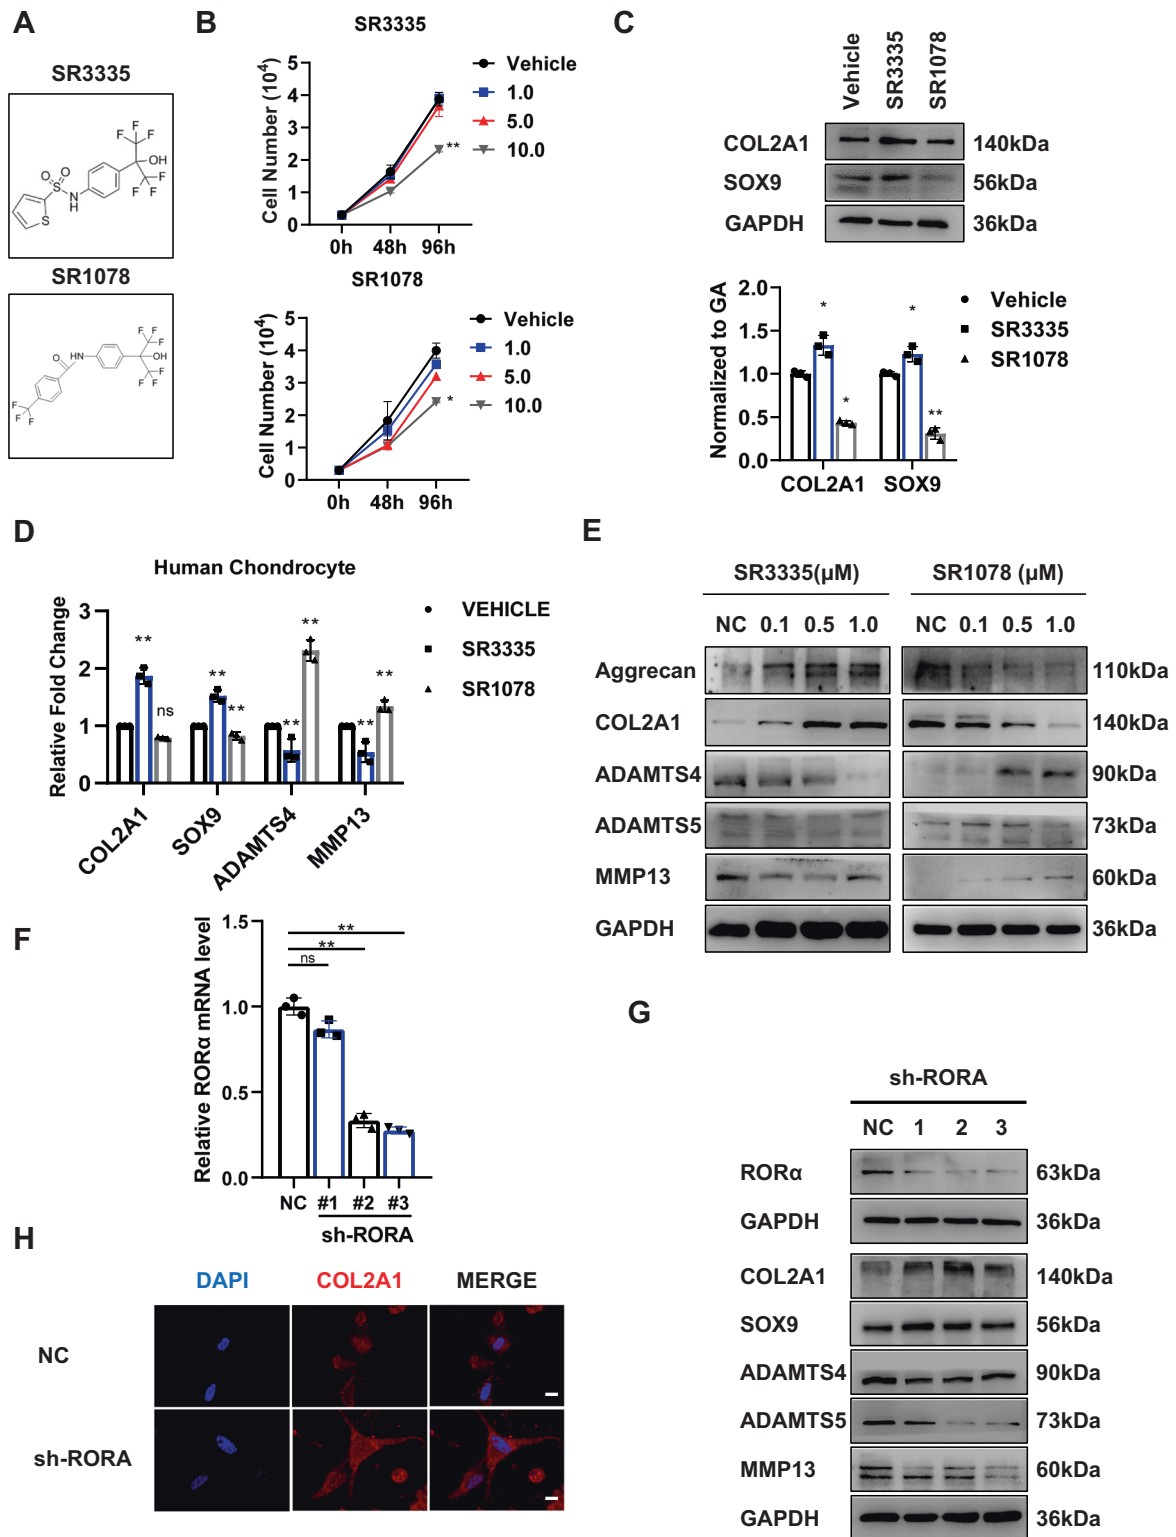 A
SR3335
F F
F
OH
F
F F
O O
S
N
H
S
SR1078
F F
F
OH
F
F F
NH
O
F
F
F
B
SR3335
Cell Number (10⁴)
5
4
3
2
1
0
0h 48h 96h
Vehicle
1.0
5.0
10.0
**
SR1078
Cell Number (10⁴)
5
4
3
2
1
0
0h 48h 96h
Vehicle
1.0
5.0
10.0
*
C
Vehicle SR3335 SR1078
COL2A1 140kDa
SOX9 56kDa
GAPDH 36kDa
Normalized to GA
2.0
1.5
1.0
0.5
0.0
* * * **
COL2A1 SOX9
Vehicle
SR3335
SR1078
D
Human Chondrocyte
Relative Fold Change
3
2
1
0
** ns ** ** ** ** ** **
COL2A1 SOX9 ADAMTS4 MMP13
VEHICLE
SR3335
SR1078
E
SR3335(µM) SR1078 (µM)
NC 0.1 0.5 1.0 NC 0.1 0.5 1.0
Aggrecan 110kDa
COL2A1 140kDa
ADAMTS4 90kDa
ADAMTS5 73kDa
MMP13 60kDa
GAPDH 36kDa
F
Relative RORα mRNA level
1.5
1.0
0.5
0.0
**
**
ns
NC #1 #2 #3
sh-RORA
G
sh-RORA
NC 1 2 3
RORα 63kDa
GAPDH 36kDa
COL2A1 140kDa
SOX9 56kDa
ADAMTS4 90kDa
ADAMTS5 73kDa
MMP13 60kDa
GAPDH 36kDa
H
DAPI COL2A1 MERGE
NC
sh-RORA